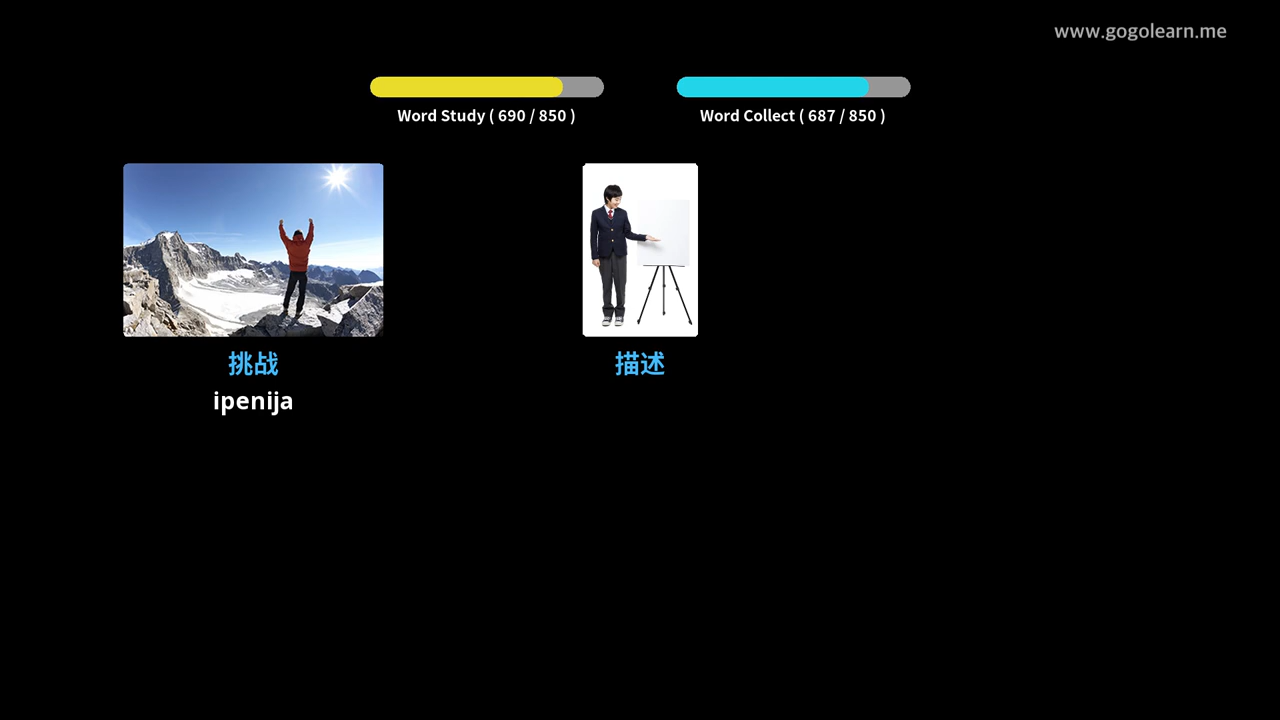 www.gogolearn.me
Word Study ( 690 / 850 )
Word Collect ( 687 / 850 )
挑战
ipenija
描述